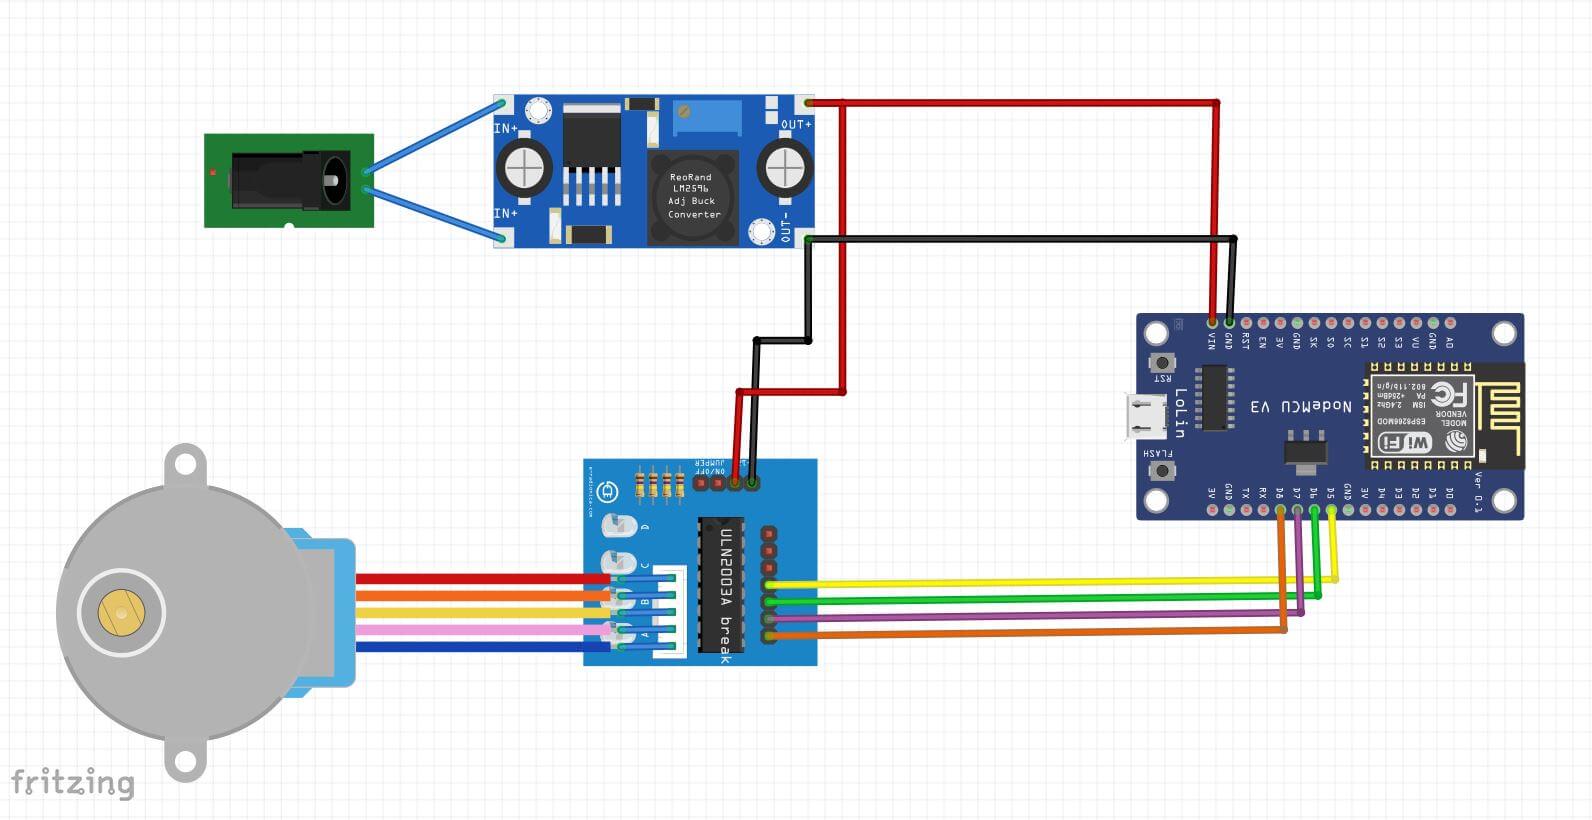 IN+
OUT+
ReoRand
LM2596
Adj Buck
Converter
IN+
OUT-
VIN
GND
RST
EN
3V
GND
SK
SO
SC
S1
S2
S3
VU
GND
AO
RST
LoLin
NodeMCU V3
FLASH
802.11b/g/n
2.4GHz
ISM
PA +25dBm
FC
MODEL
VENDOR
ESP8266MOD
WiFi
Ver 0.1
3V
GND
TX
RX
D8
D7
D6
D5
GND
3V
D4
D3
D2
D1
D0
ON/OFF
JUMPER
D
C
B
A
ULN2003A break
fritzing